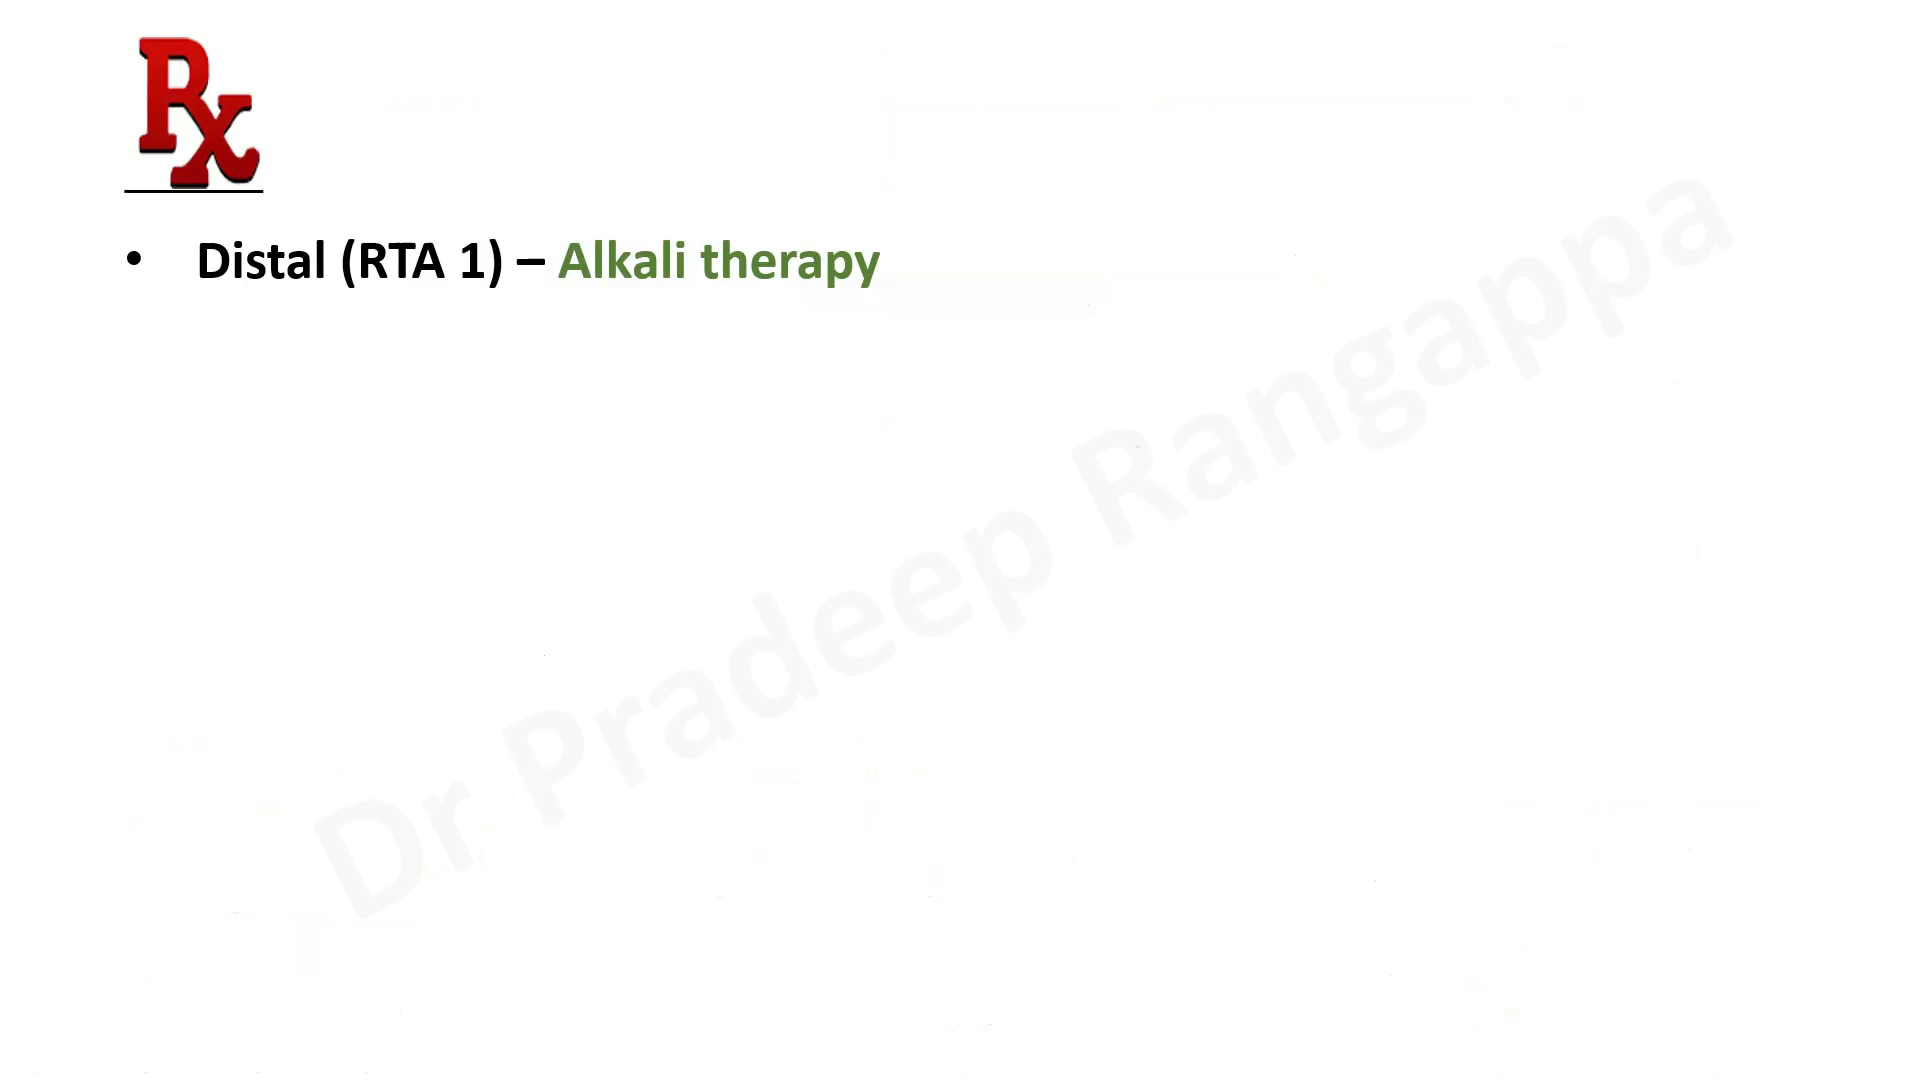 Rx
• Distal (RTA 1) – Alkali therapy
Dr Pradeep Rangappa